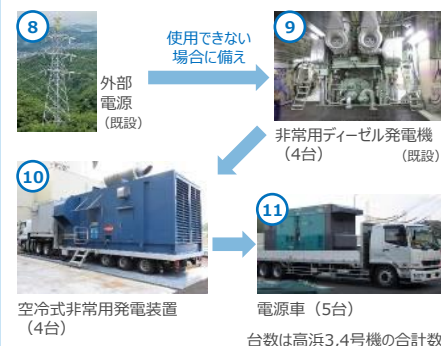 8
外部
電源
(既設)
使用できない
場合に備え
9
非常用ディーゼル発電機
(4台) (既設)
10
空冷式非常用発電装置
(4台)
11
電源車(5台)
台数は高浜3,4号機の合計数